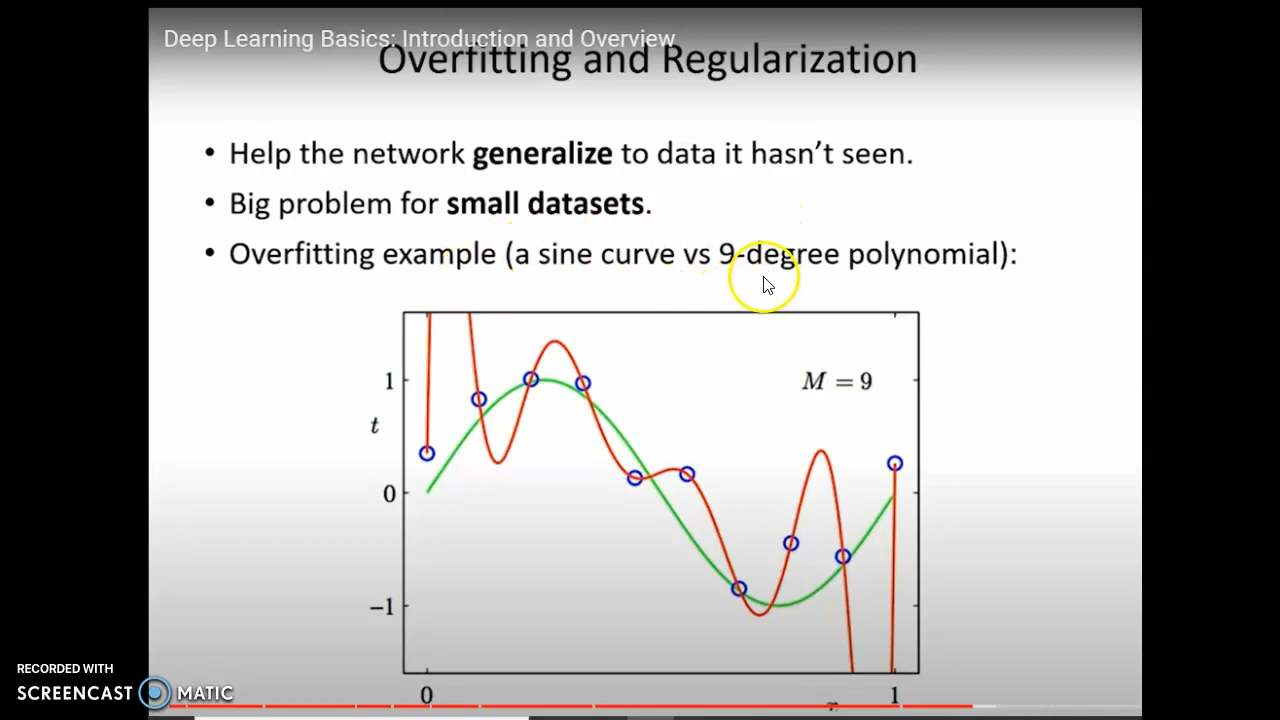 Deep Learning Basics: Introduction and Overview
Overfitting and Regularization
• Help the network generalize to data it hasn't seen.
• Big problem for small datasets.
• Overfitting example (a sine curve vs 9-degree polynomial):
M = 9
1
t
0
−1
0
1
RECORDED WITH
SCREENCAST MATIC